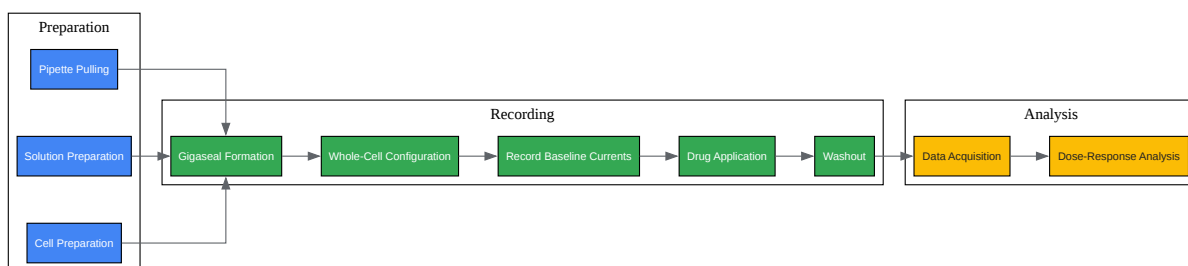 Preparation
Pipette Pulling
Solution Preparation
Cell Preparation
Recording
Gigaseal Formation
Whole-Cell Configuration
Record Baseline Currents
Drug Application
Washout
Analysis
Data Acquisition
Dose-Response Analysis